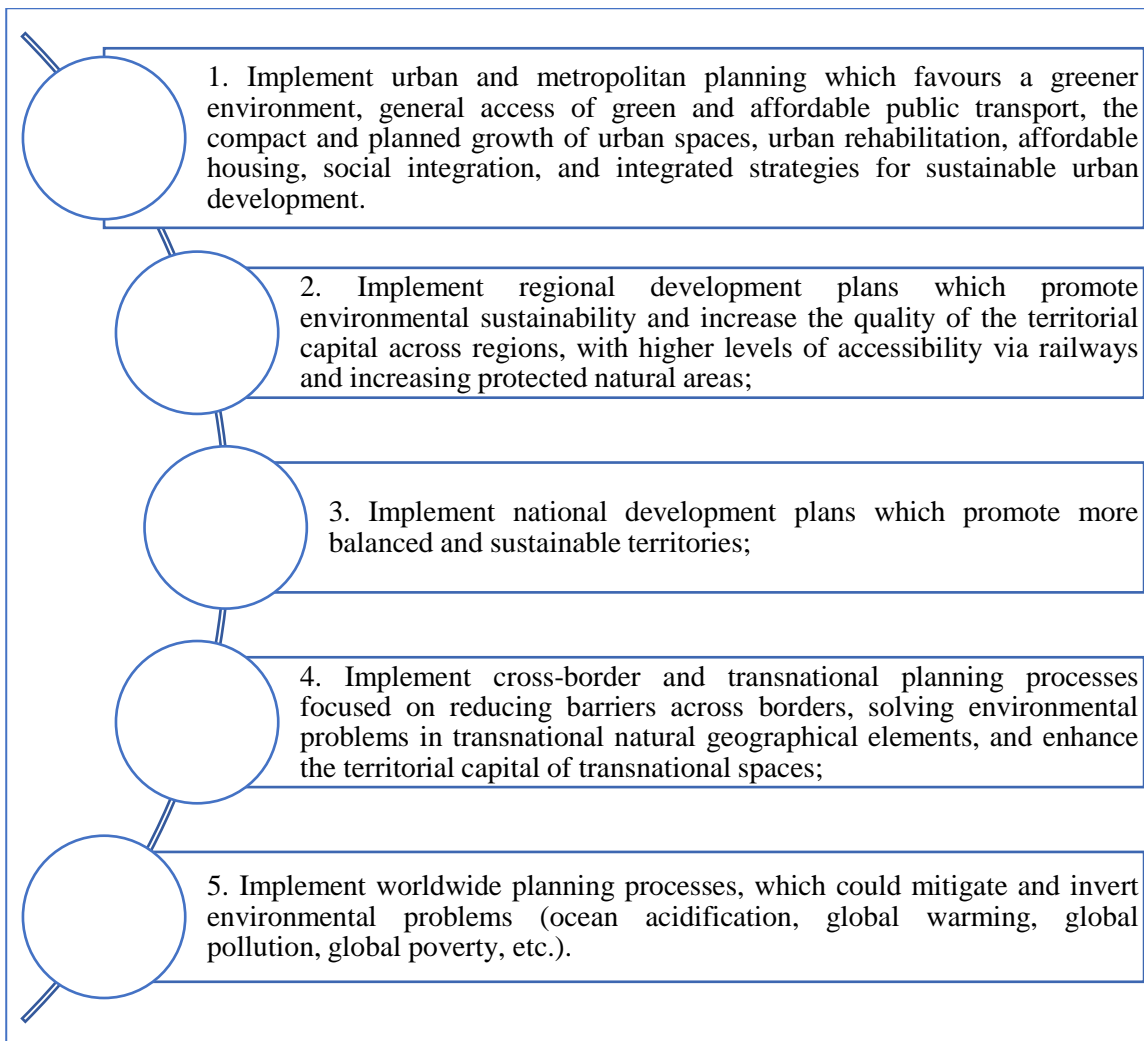 1. Implement urban and metropolitan planning which favours a greener
environment, general access of green and affordable public transport, the
compact and planned growth of urban spaces, urban rehabilitation, affordable
housing, social integration, and integrated strategies for sustainable urban
development.
2. Implement regional development plans which promote
environmental sustainability and increase the quality of the territorial
capital across regions, with higher levels of accessibility via railways
and increasing protected natural areas;
3. Implement national development plans which promote more
balanced and sustainable territories;
4. Implement cross-border and transnational planning processes
focused on reducing barriers across borders, solving environmental
problems in transnational natural geographical elements, and enhance
the territorial capital of transnational spaces;
5. Implement worldwide planning processes, which could mitigate and invert
environmental problems (ocean acidification, global warming, global
pollution, global poverty, etc.).